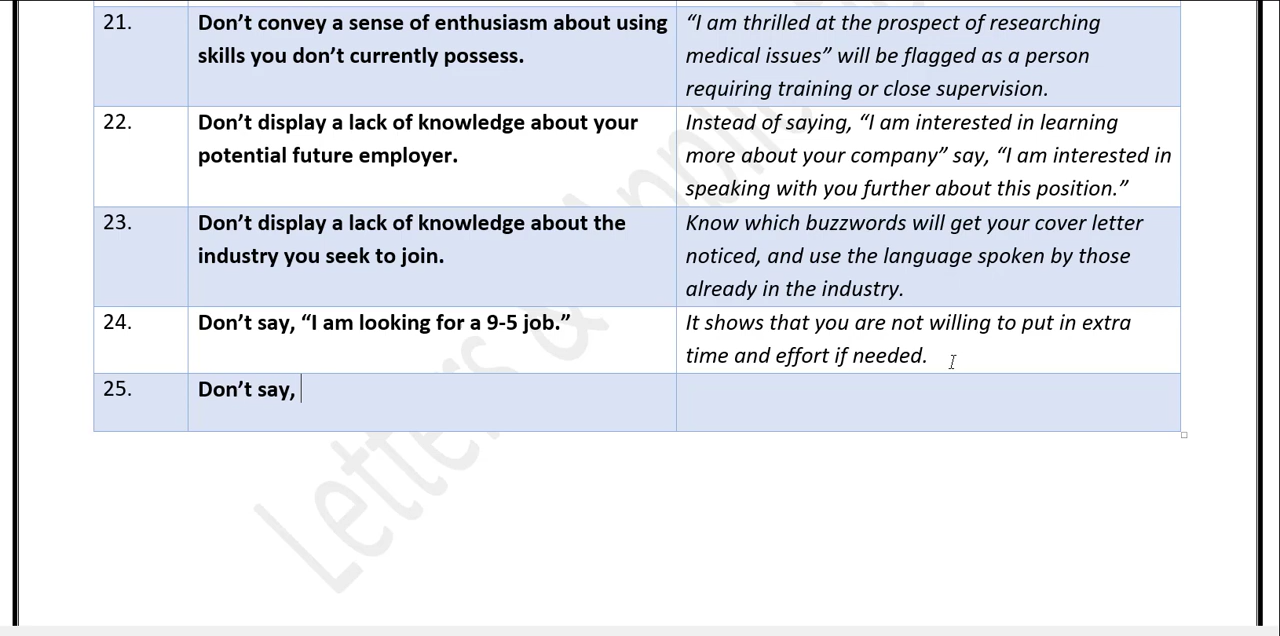 21. Don’t convey a sense of enthusiasm about using “I am thrilled at the prospect of researching
skills you don’t currently possess. medical issues” will be flagged as a person
requiring training or close supervision.
22. Don’t display a lack of knowledge about your Instead of saying, “I am interested in learning
potential future employer. more about your company” say, “I am interested in
speaking with you further about this position.”
23. Don’t display a lack of knowledge about the Know which buzzwords will get your cover letter
industry you seek to join. noticed, and use the language spoken by those
already in the industry.
24. Don’t say, “I am looking for a 9-5 job.” It shows that you are not willing to put in extra
time and effort if needed.
25. Don’t say,
Letters &